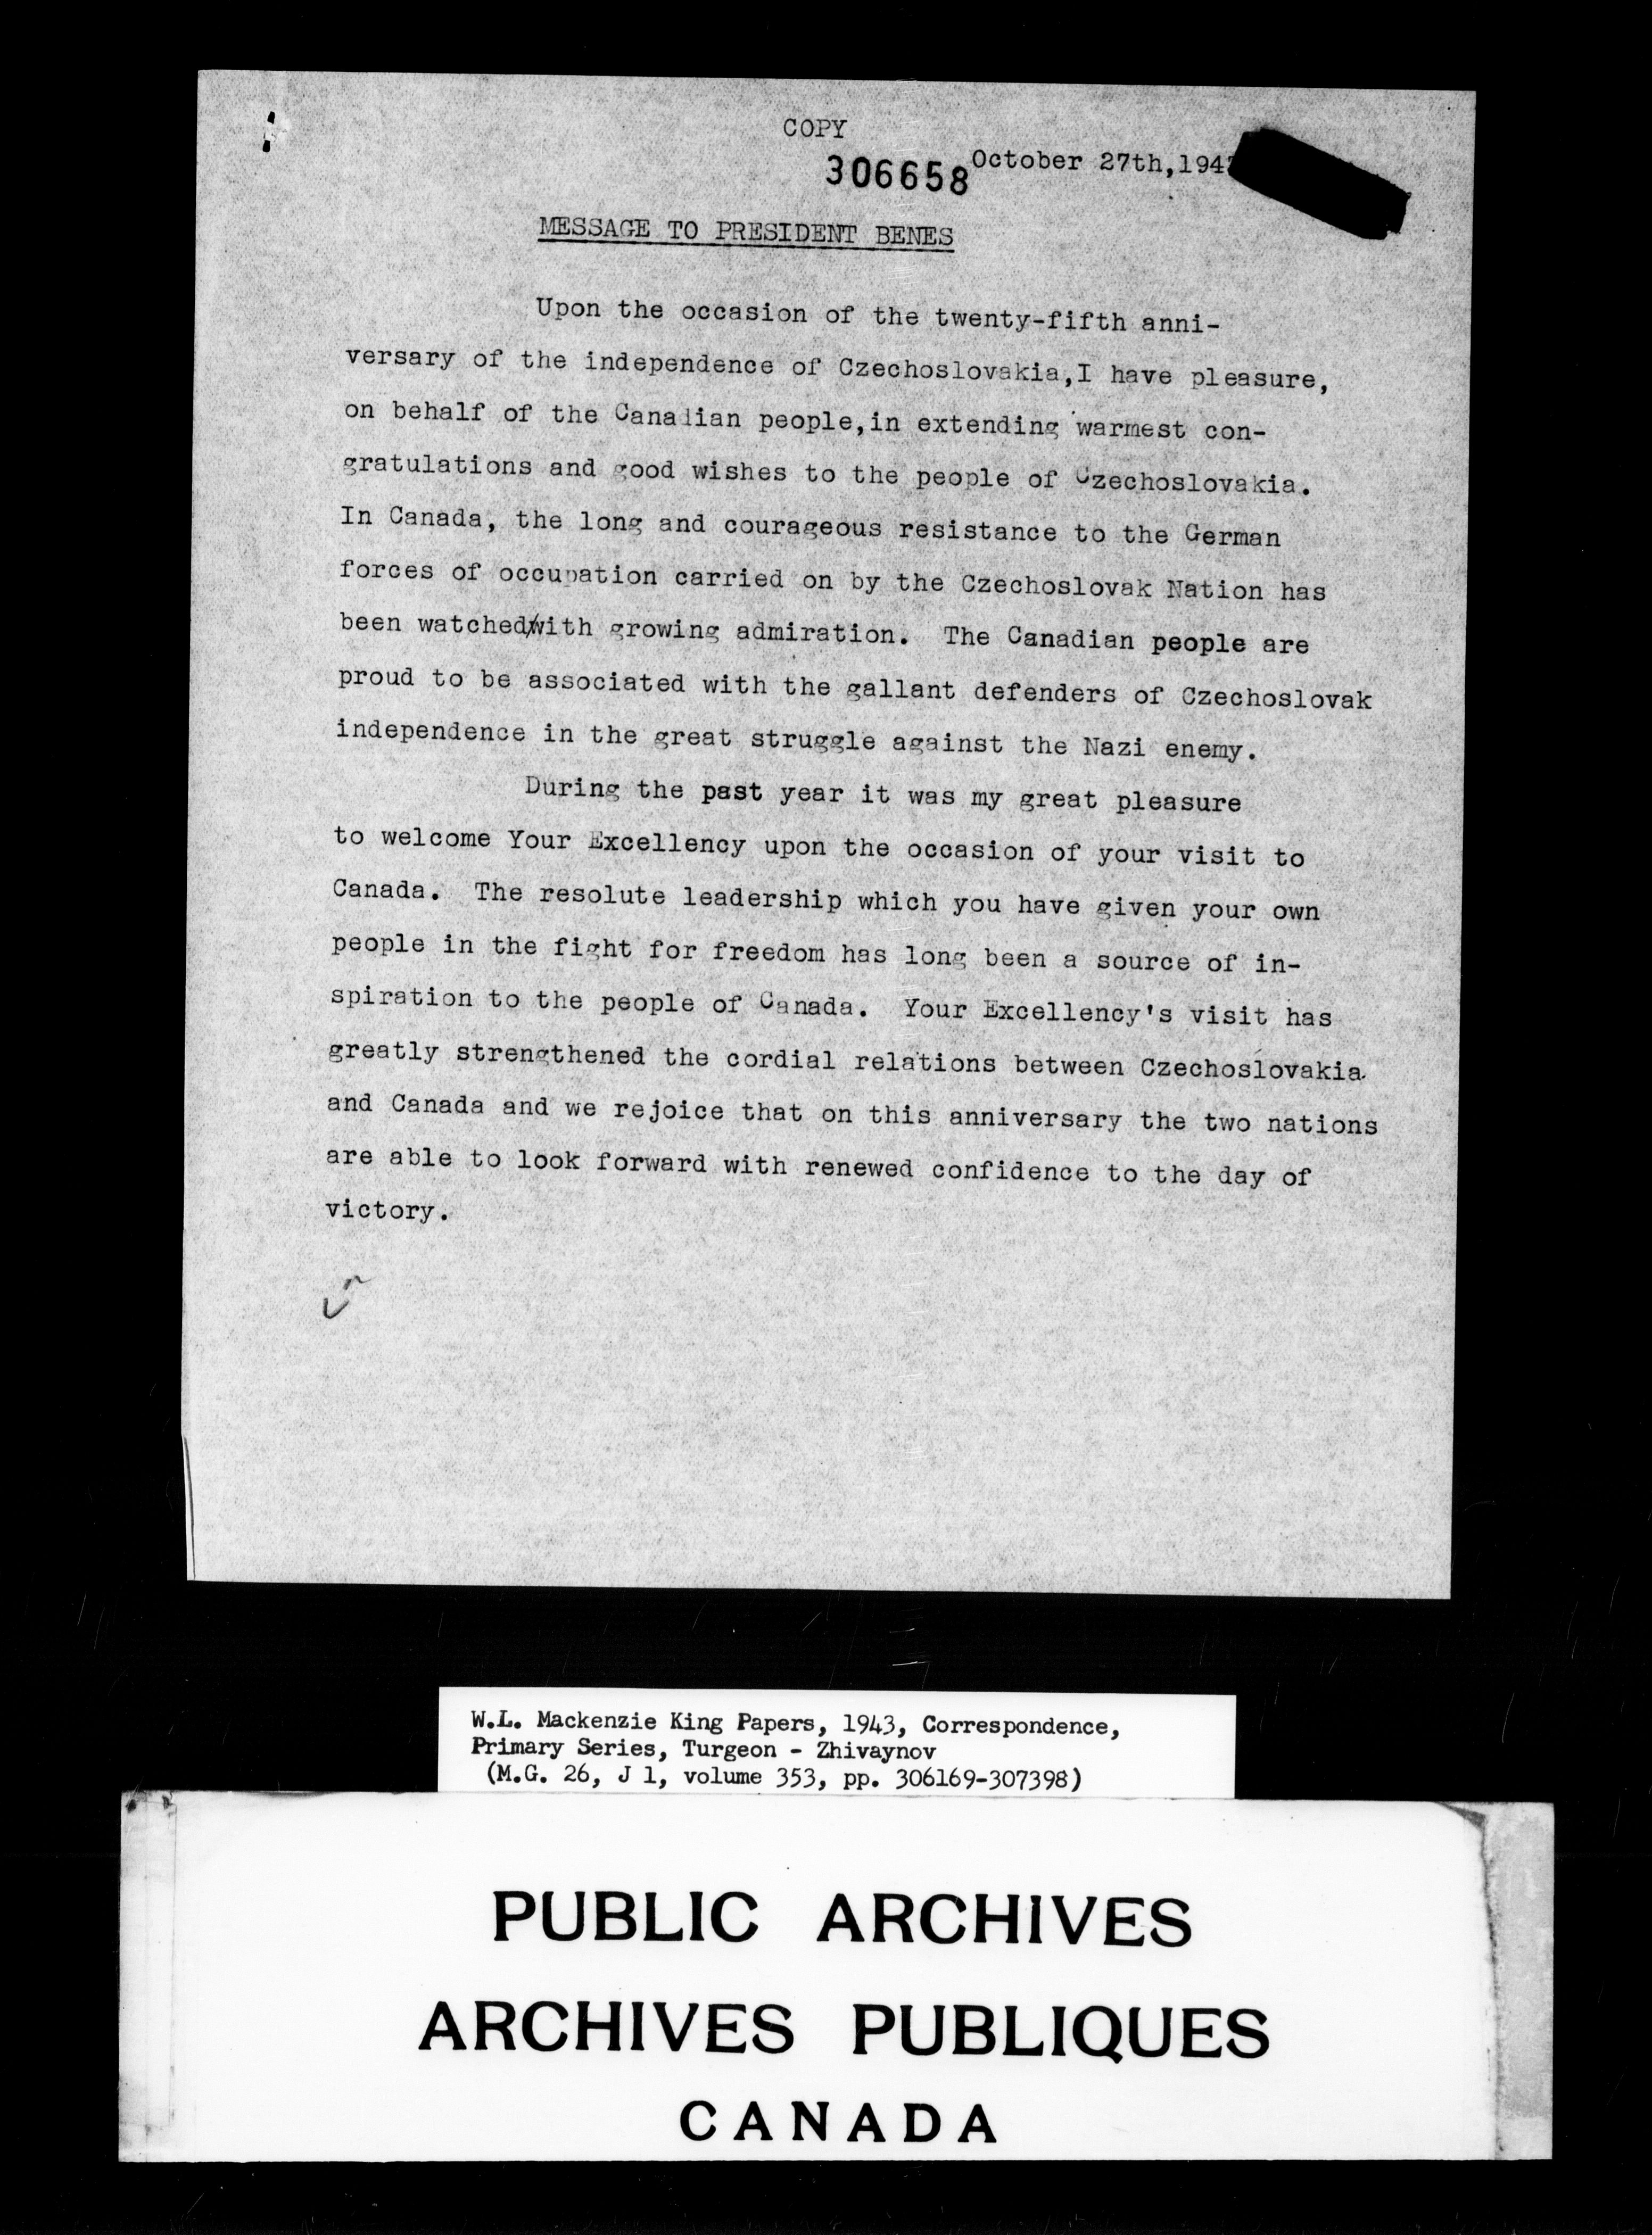 COPY
306658
October 27th,194
MESSAGE TO PRESIDENT BENES
Upon the occasion of the twenty-fifth anni-
versary of the independence of Czechoslovakia,I have pleasure,
on behalf of the Canadian people,in extending warmest con-
gratulations and good wishes to the people of Czechoslovakia.
In Canada, the long and courageous resistance to the German
forces of occupation carried on by the Czechoslovak Nation has
been watched/with growing admiration. The Canadian people are
proud to be associated with the gallant defenders of Czechoslovak
independence in the great struggle against the Nazi enemy.
During the past year it was my great pleasure
to welcome Your Excellency upon the occasion of your visit to
Canada. The resolute leadership which you have given your own
people in the fight for freedom has long been a source of in-
spiration to the people of Canada. Your Excellency's visit has
greatly strengthened the cordial relations between Czechoslovakia
and Canada and we rejoice that on this anniversary the two nations
are able to look forward with renewed confidence to the day of
victory.
W.L. Mackenzie King Papers, 1943, Correspondence,
Primary Series, Turgeon - Zhivaynov
(M.G. 26, J 1, volume 353, pp. 306169-307398)
PUBLIC ARCHIVES
ARCHIVES PUBLIQUES
CANADA